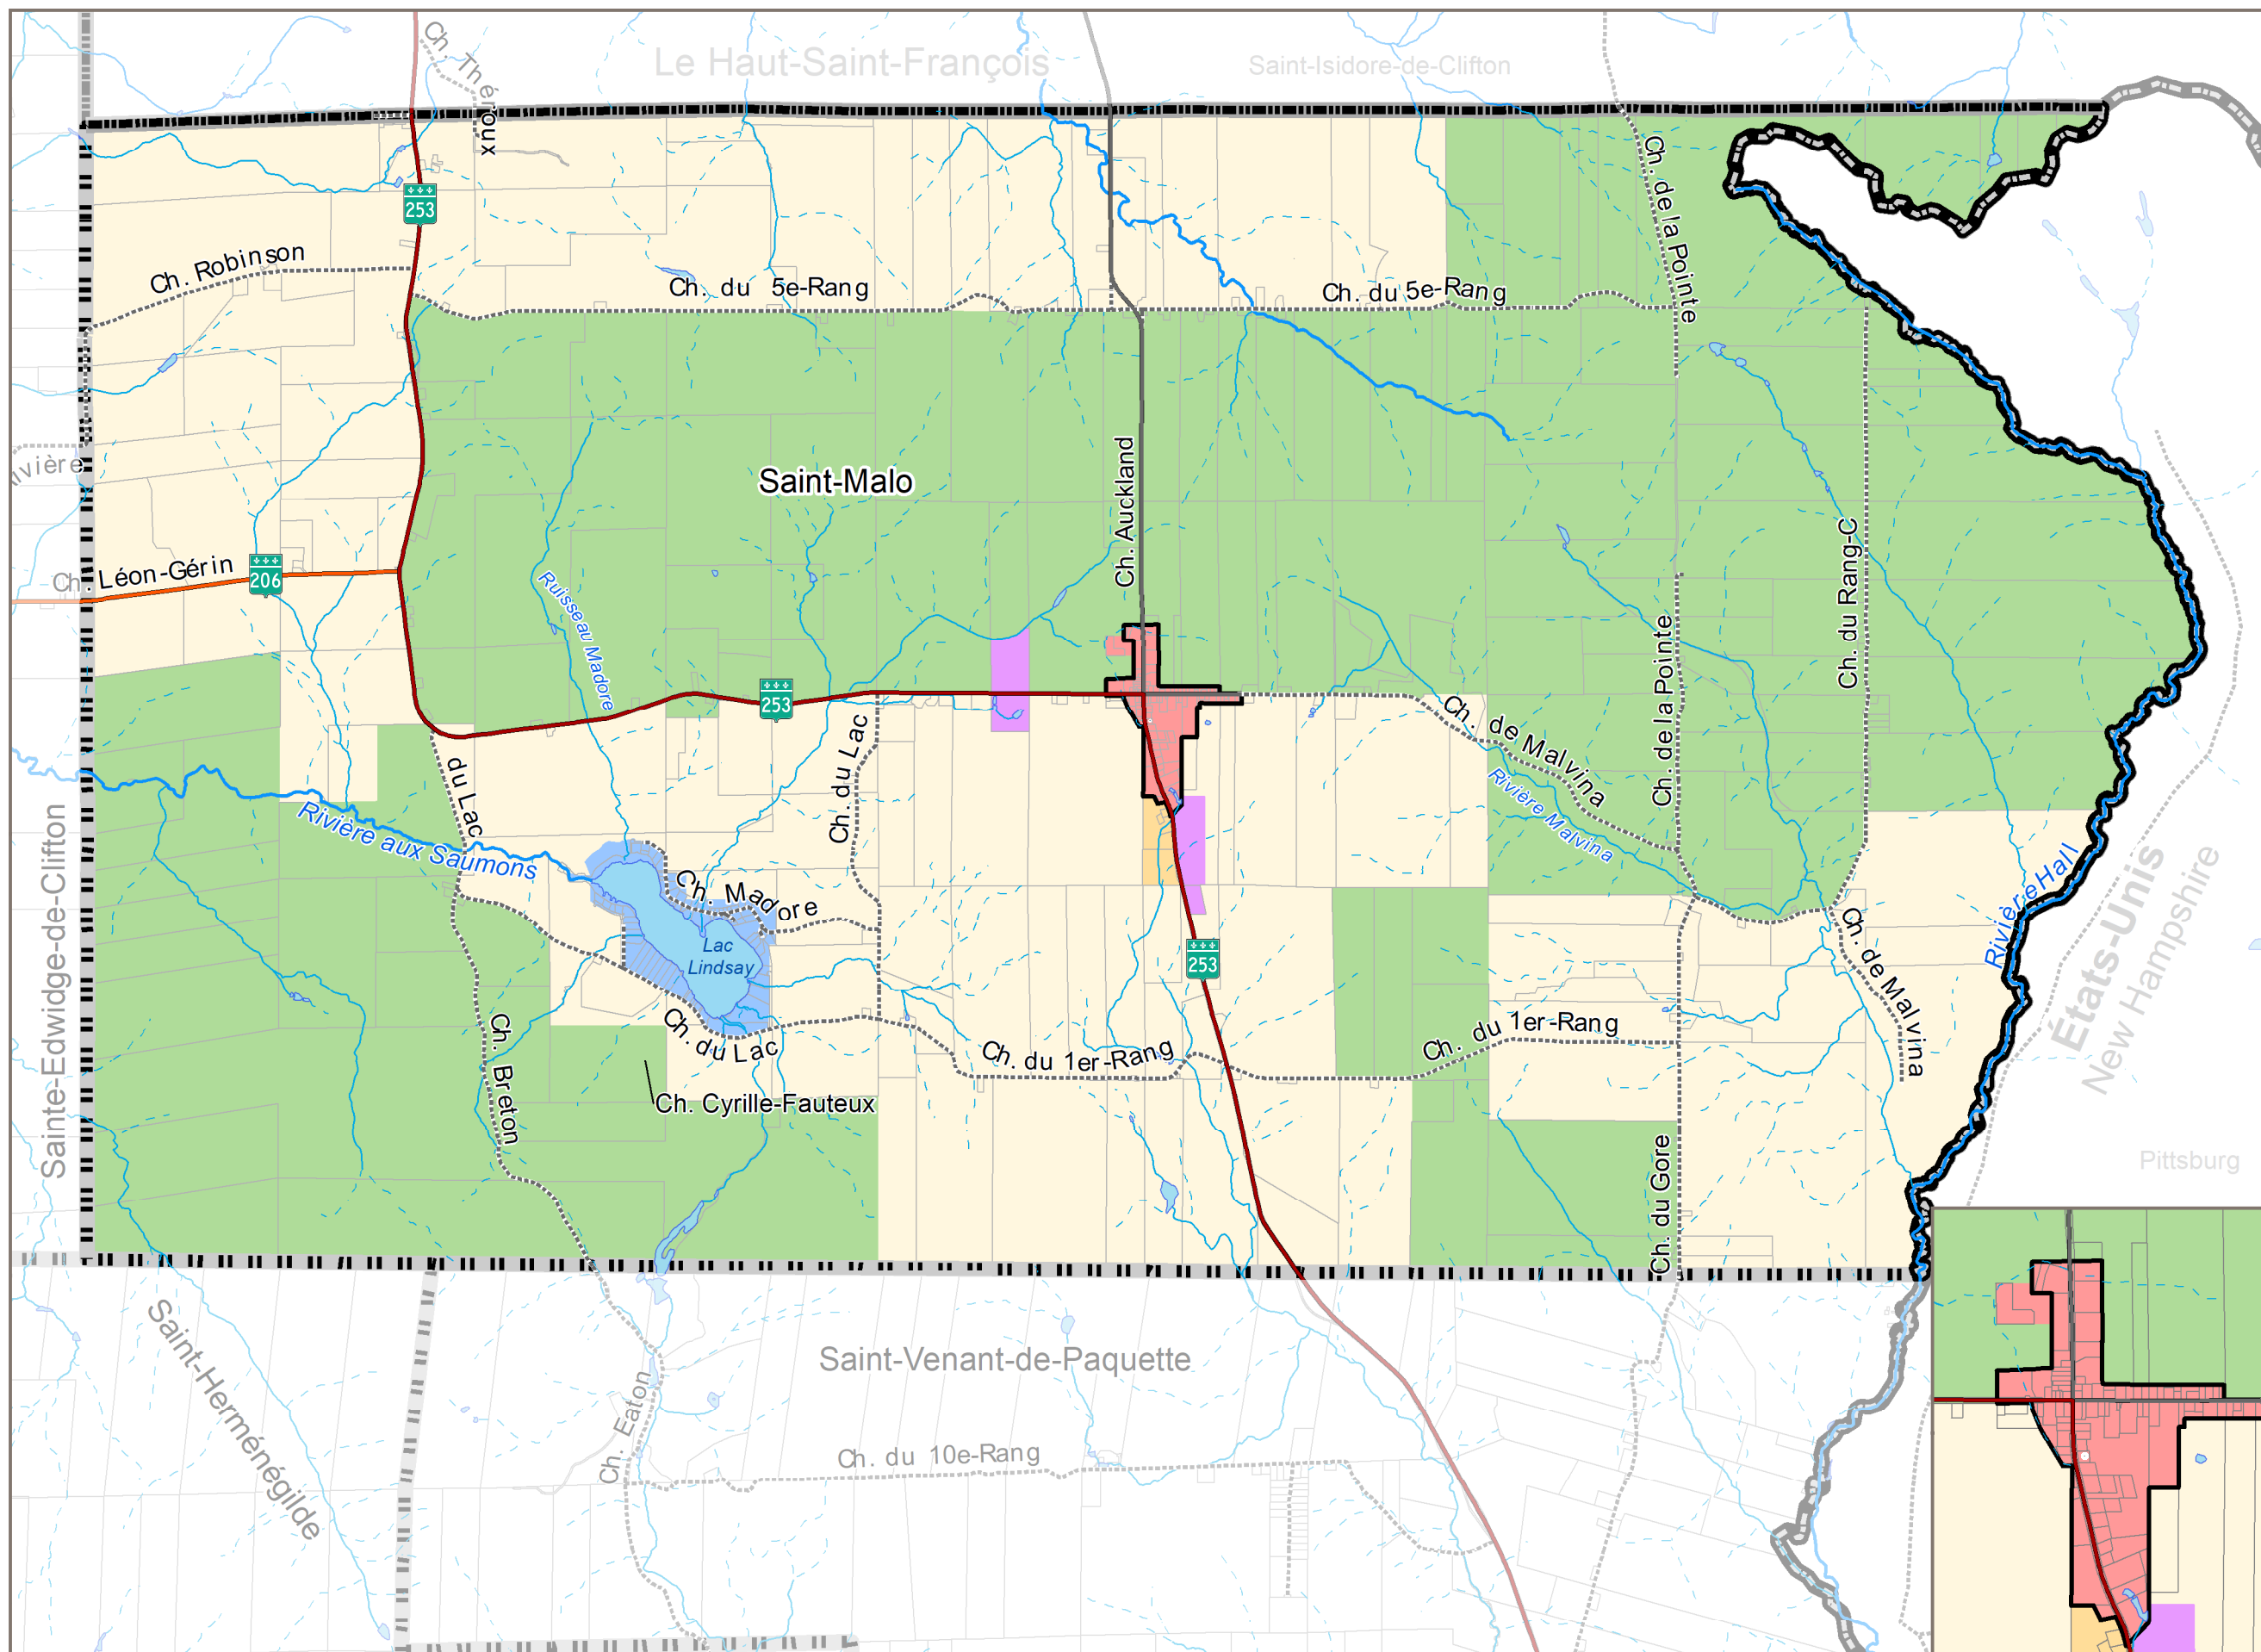 Ch. Théroux
Le Haut-Saint-François
Saint-Isidore-de-Clifton
253
Ch. de la Pointe
Ch. Robinson
Ch. du 5e-Rang
Ch. du 5e-Rang
Saint-Malo
Ch. Auckland
Ch. du Rang-C
Ch. Léon-Gérin
206
Ruisseau Madore
253
Ch. de la Pointe
Ch. du Lac
du Lac
Ch. de Malvina
Rivière Malvina
Rivière aux Saumons
Sainte-Edwidge-de-Clifton
Ch. Madore
Lac
Lindsay
253
Rivière Hall
États-Unis
New Hampshire
Ch. de Malvina
Ch. Breton
Ch. du Lac
Ch. du 1er-Rang
Ch. du 1er-Rang
Ch. Cyrille-Fauteux
Ch. du Gore
Pittsburg
Saint-Herménégilde
Saint-Venant-de-Paquette
Ch. Eaton
Ch. du 10e-Rang